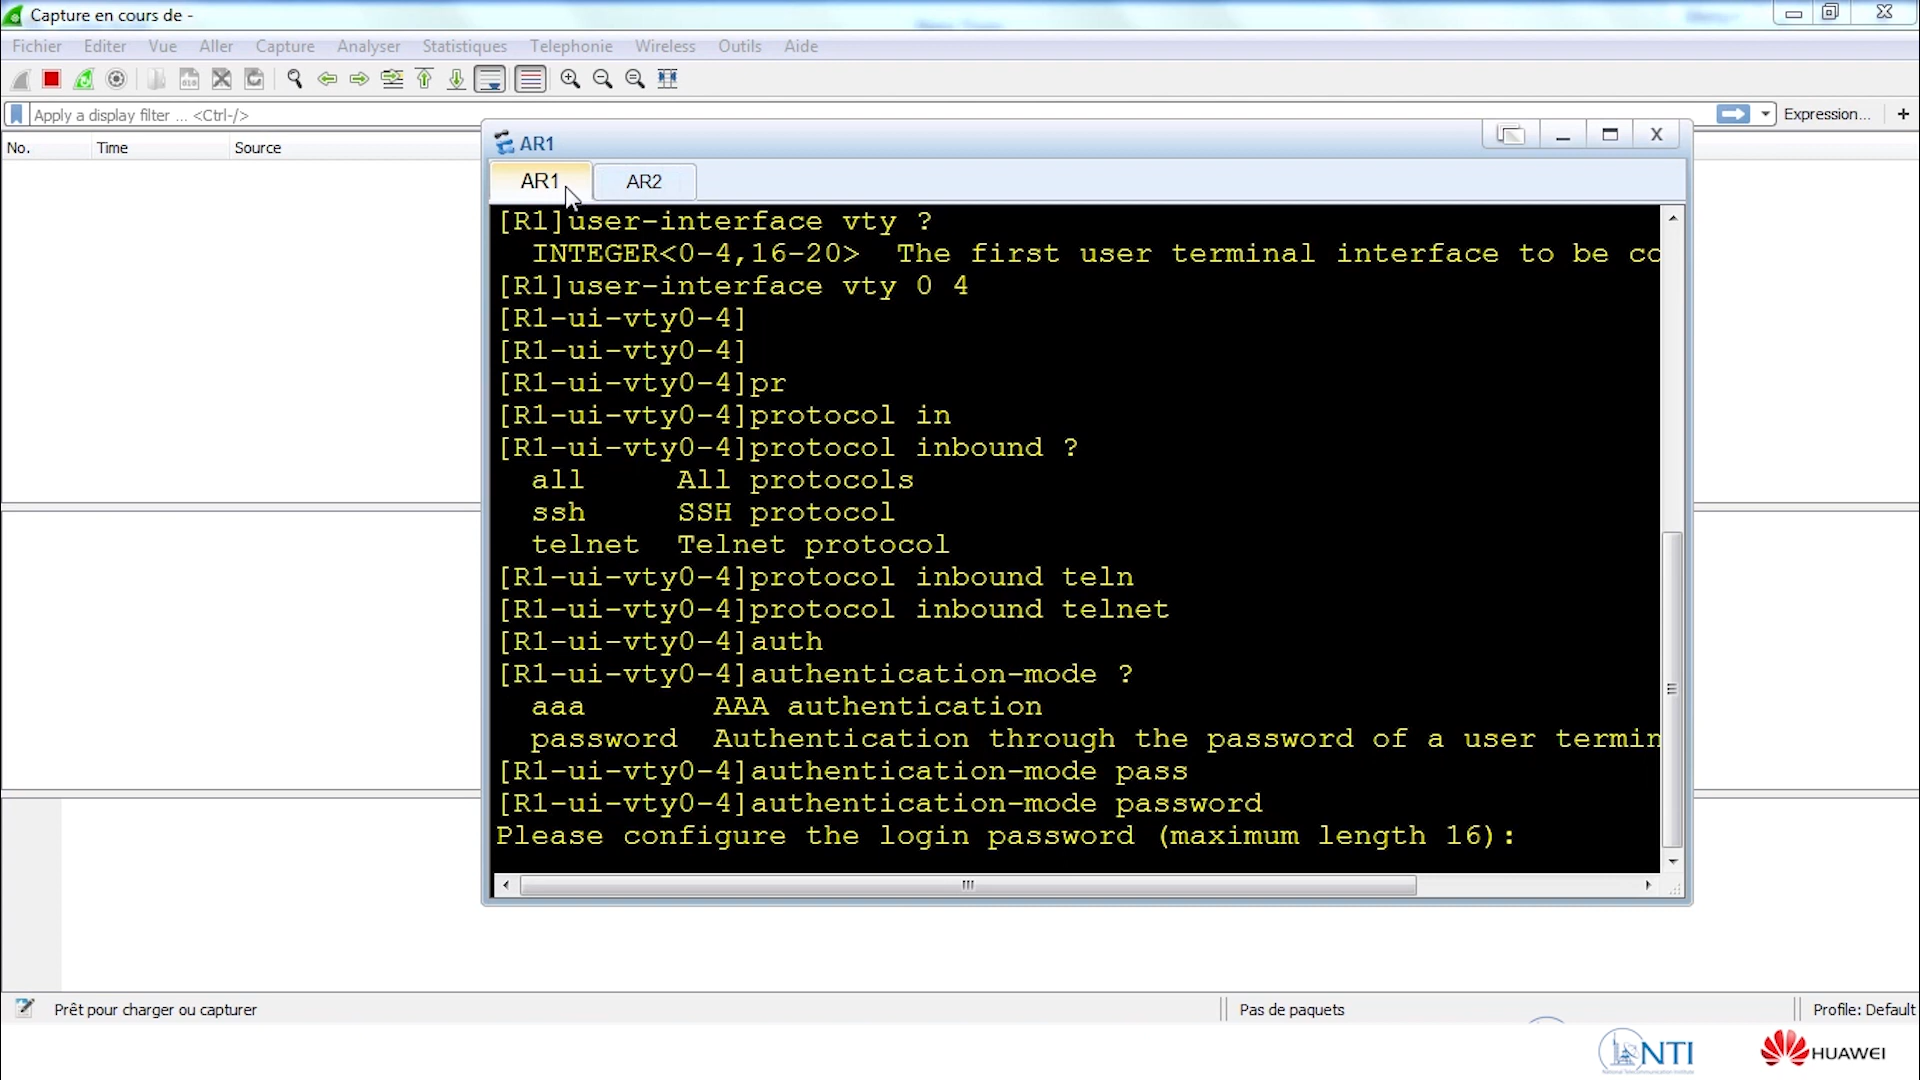 Capture en cours de -
Fichier Editer Vue Aller Capture Analyser Statistiques Telephonie Wireless Outils Aide
Apply a display filter ... <Ctrl-/>
Expression... +
No. Time Source
AR1
AR1 AR2
[R1]user-interface vty ?
INTEGER<0-4,16-20> The first user terminal interface to be co
[R1]user-interface vty 0 4
[R1-ui-vty0-4]
[R1-ui-vty0-4]
[R1-ui-vty0-4]pr
[R1-ui-vty0-4]protocol in
[R1-ui-vty0-4]protocol inbound ?
all All protocols
ssh SSH protocol
telnet Telnet protocol
[R1-ui-vty0-4]protocol inbound teln
[R1-ui-vty0-4]protocol inbound telnet
[R1-ui-vty0-4]auth
[R1-ui-vty0-4]authentication-mode ?
aaa AAA authentication
password Authentication through the password of a user termin
[R1-ui-vty0-4]authentication-mode pass
[R1-ui-vty0-4]authentication-mode password
Please configure the login password (maximum length 16):
Prêt pour charger ou capturer
Pas de paquets
Profile: Default
NTI
HUAWEI